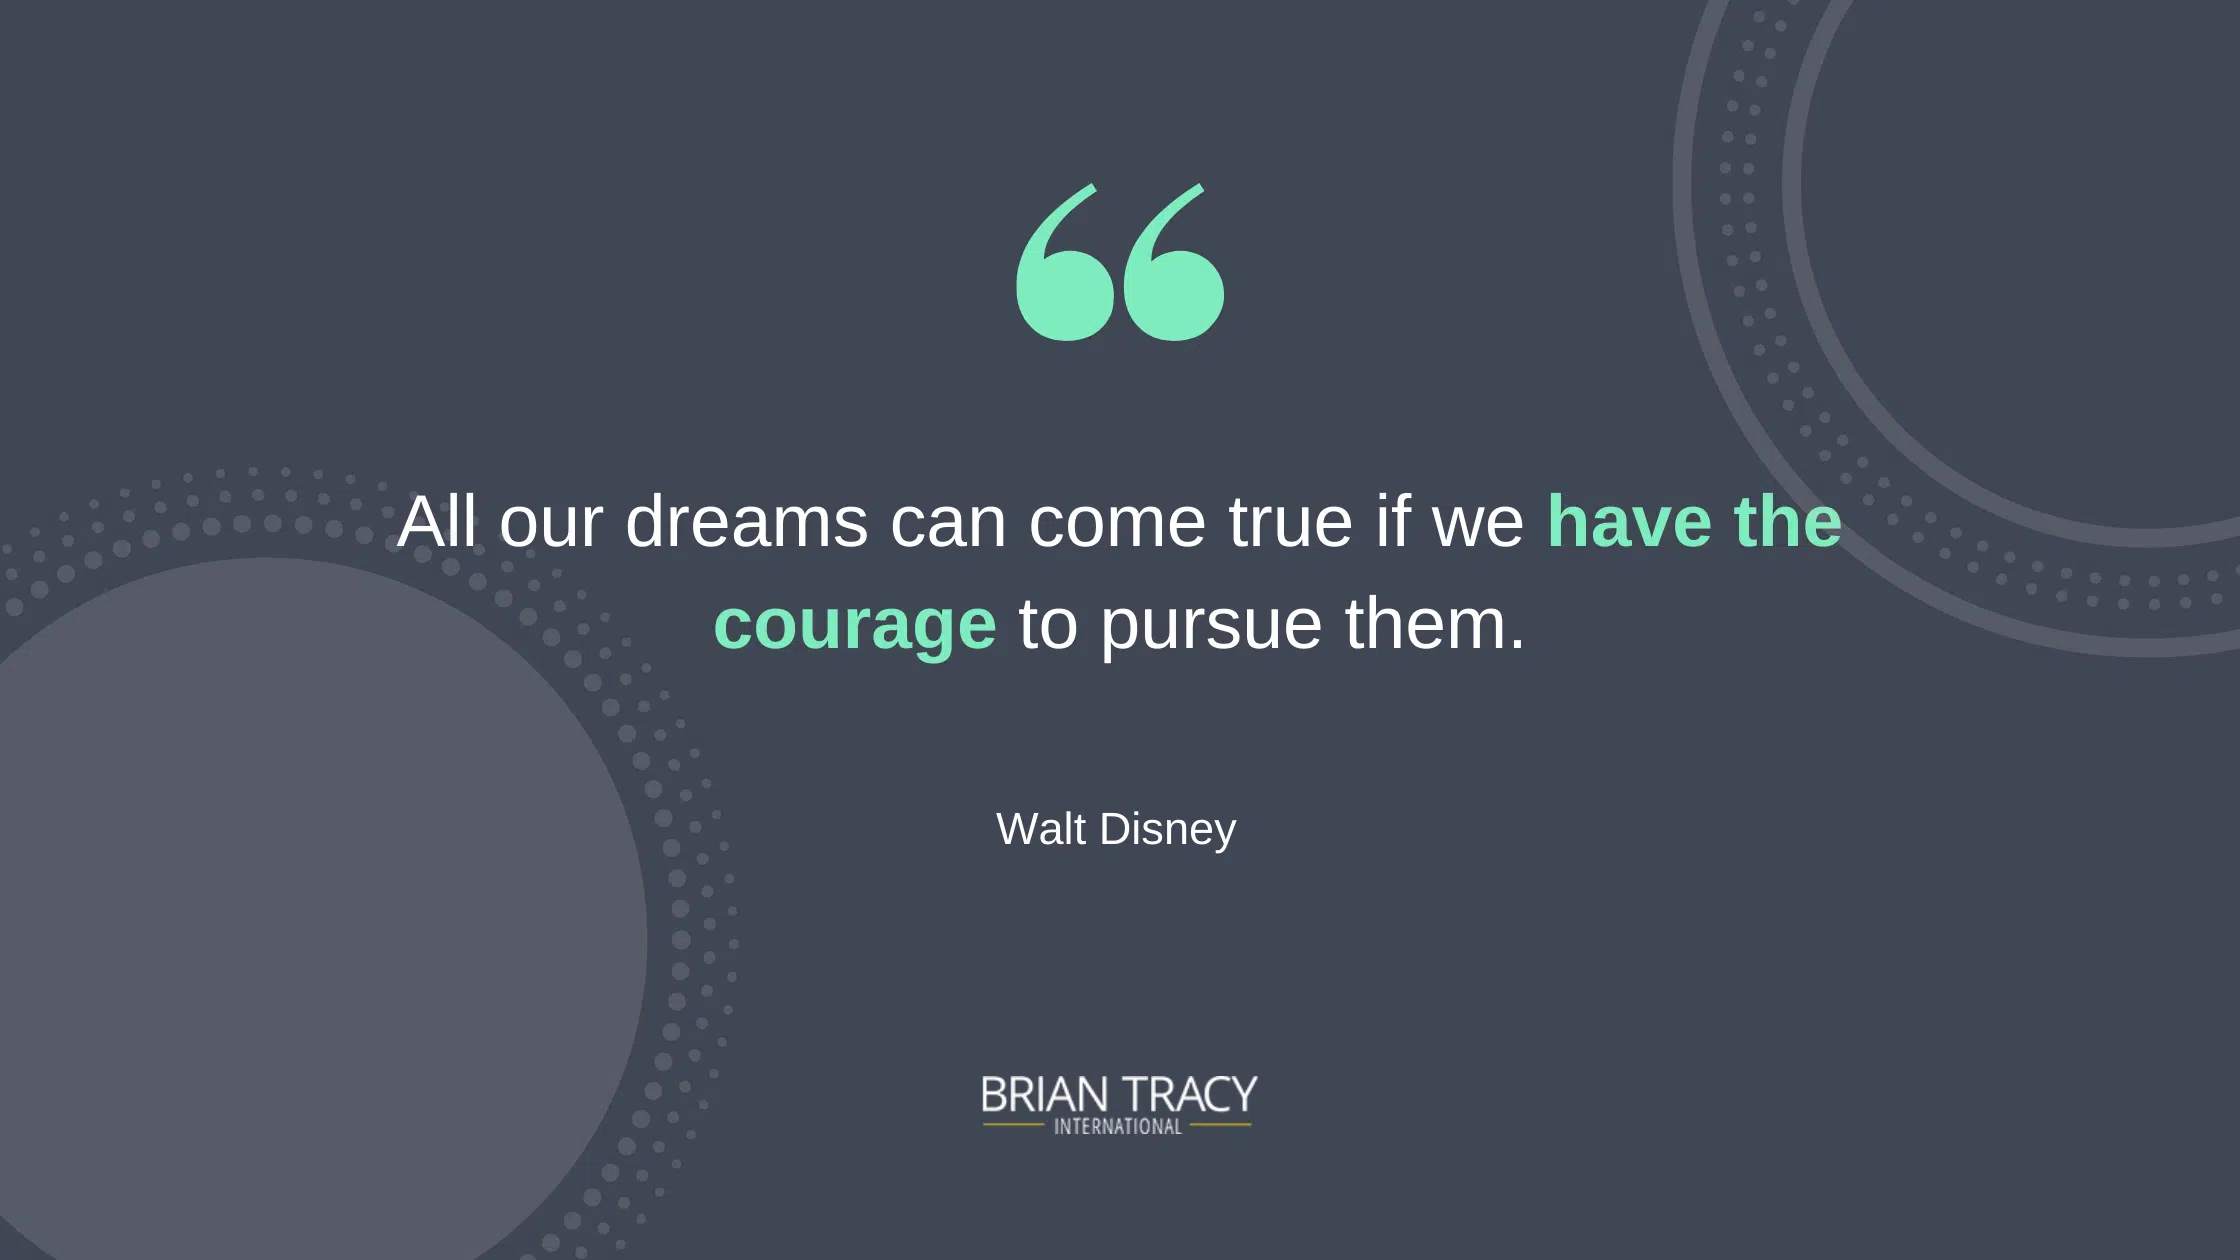 All our dreams can come true if we have the
courage to pursue them.
Walt Disney
BRIAN TRACY
INTERNATIONAL